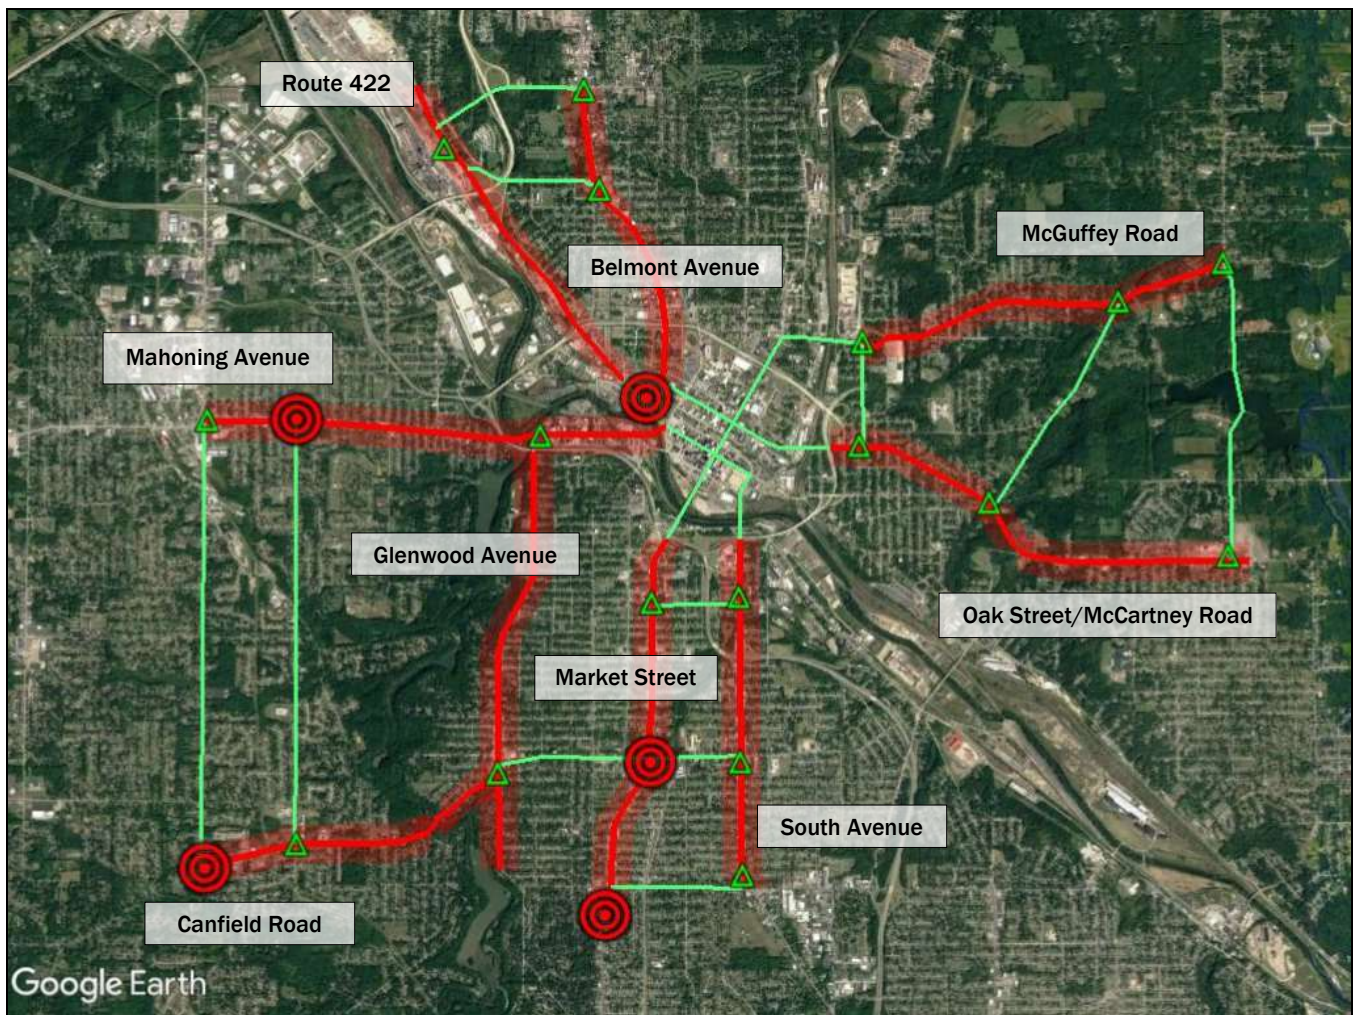 Route 422
McGuffey Road
Belmont Avenue
Mahoning Avenue
Glenwood Avenue
Oak Street/McCartney Road
Market Street
South Avenue
Canfield Road
Google Earth